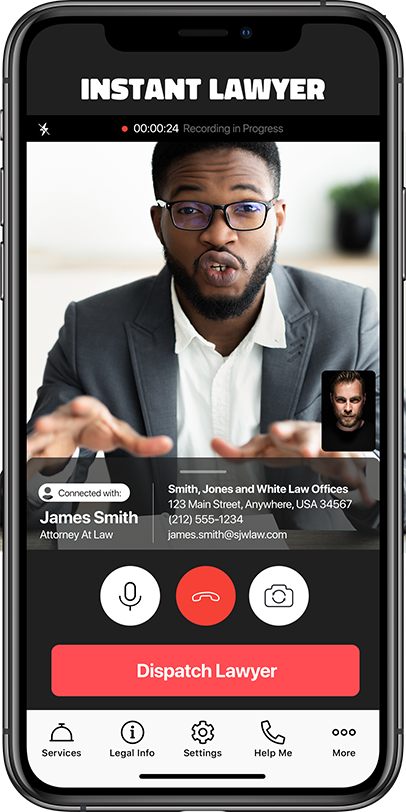 INSTANT LAWYER
00:00:24 Recording in Progress
Connected with:
James Smith
Attorney At Law
Smith, Jones and White Law Offices
123 Main Street, Anywhere, USA 34567
(212) 555-1234
james.smith@sjwlaw.com
Dispatch Lawyer
Services
Legal Info
Settings
Help Me
More